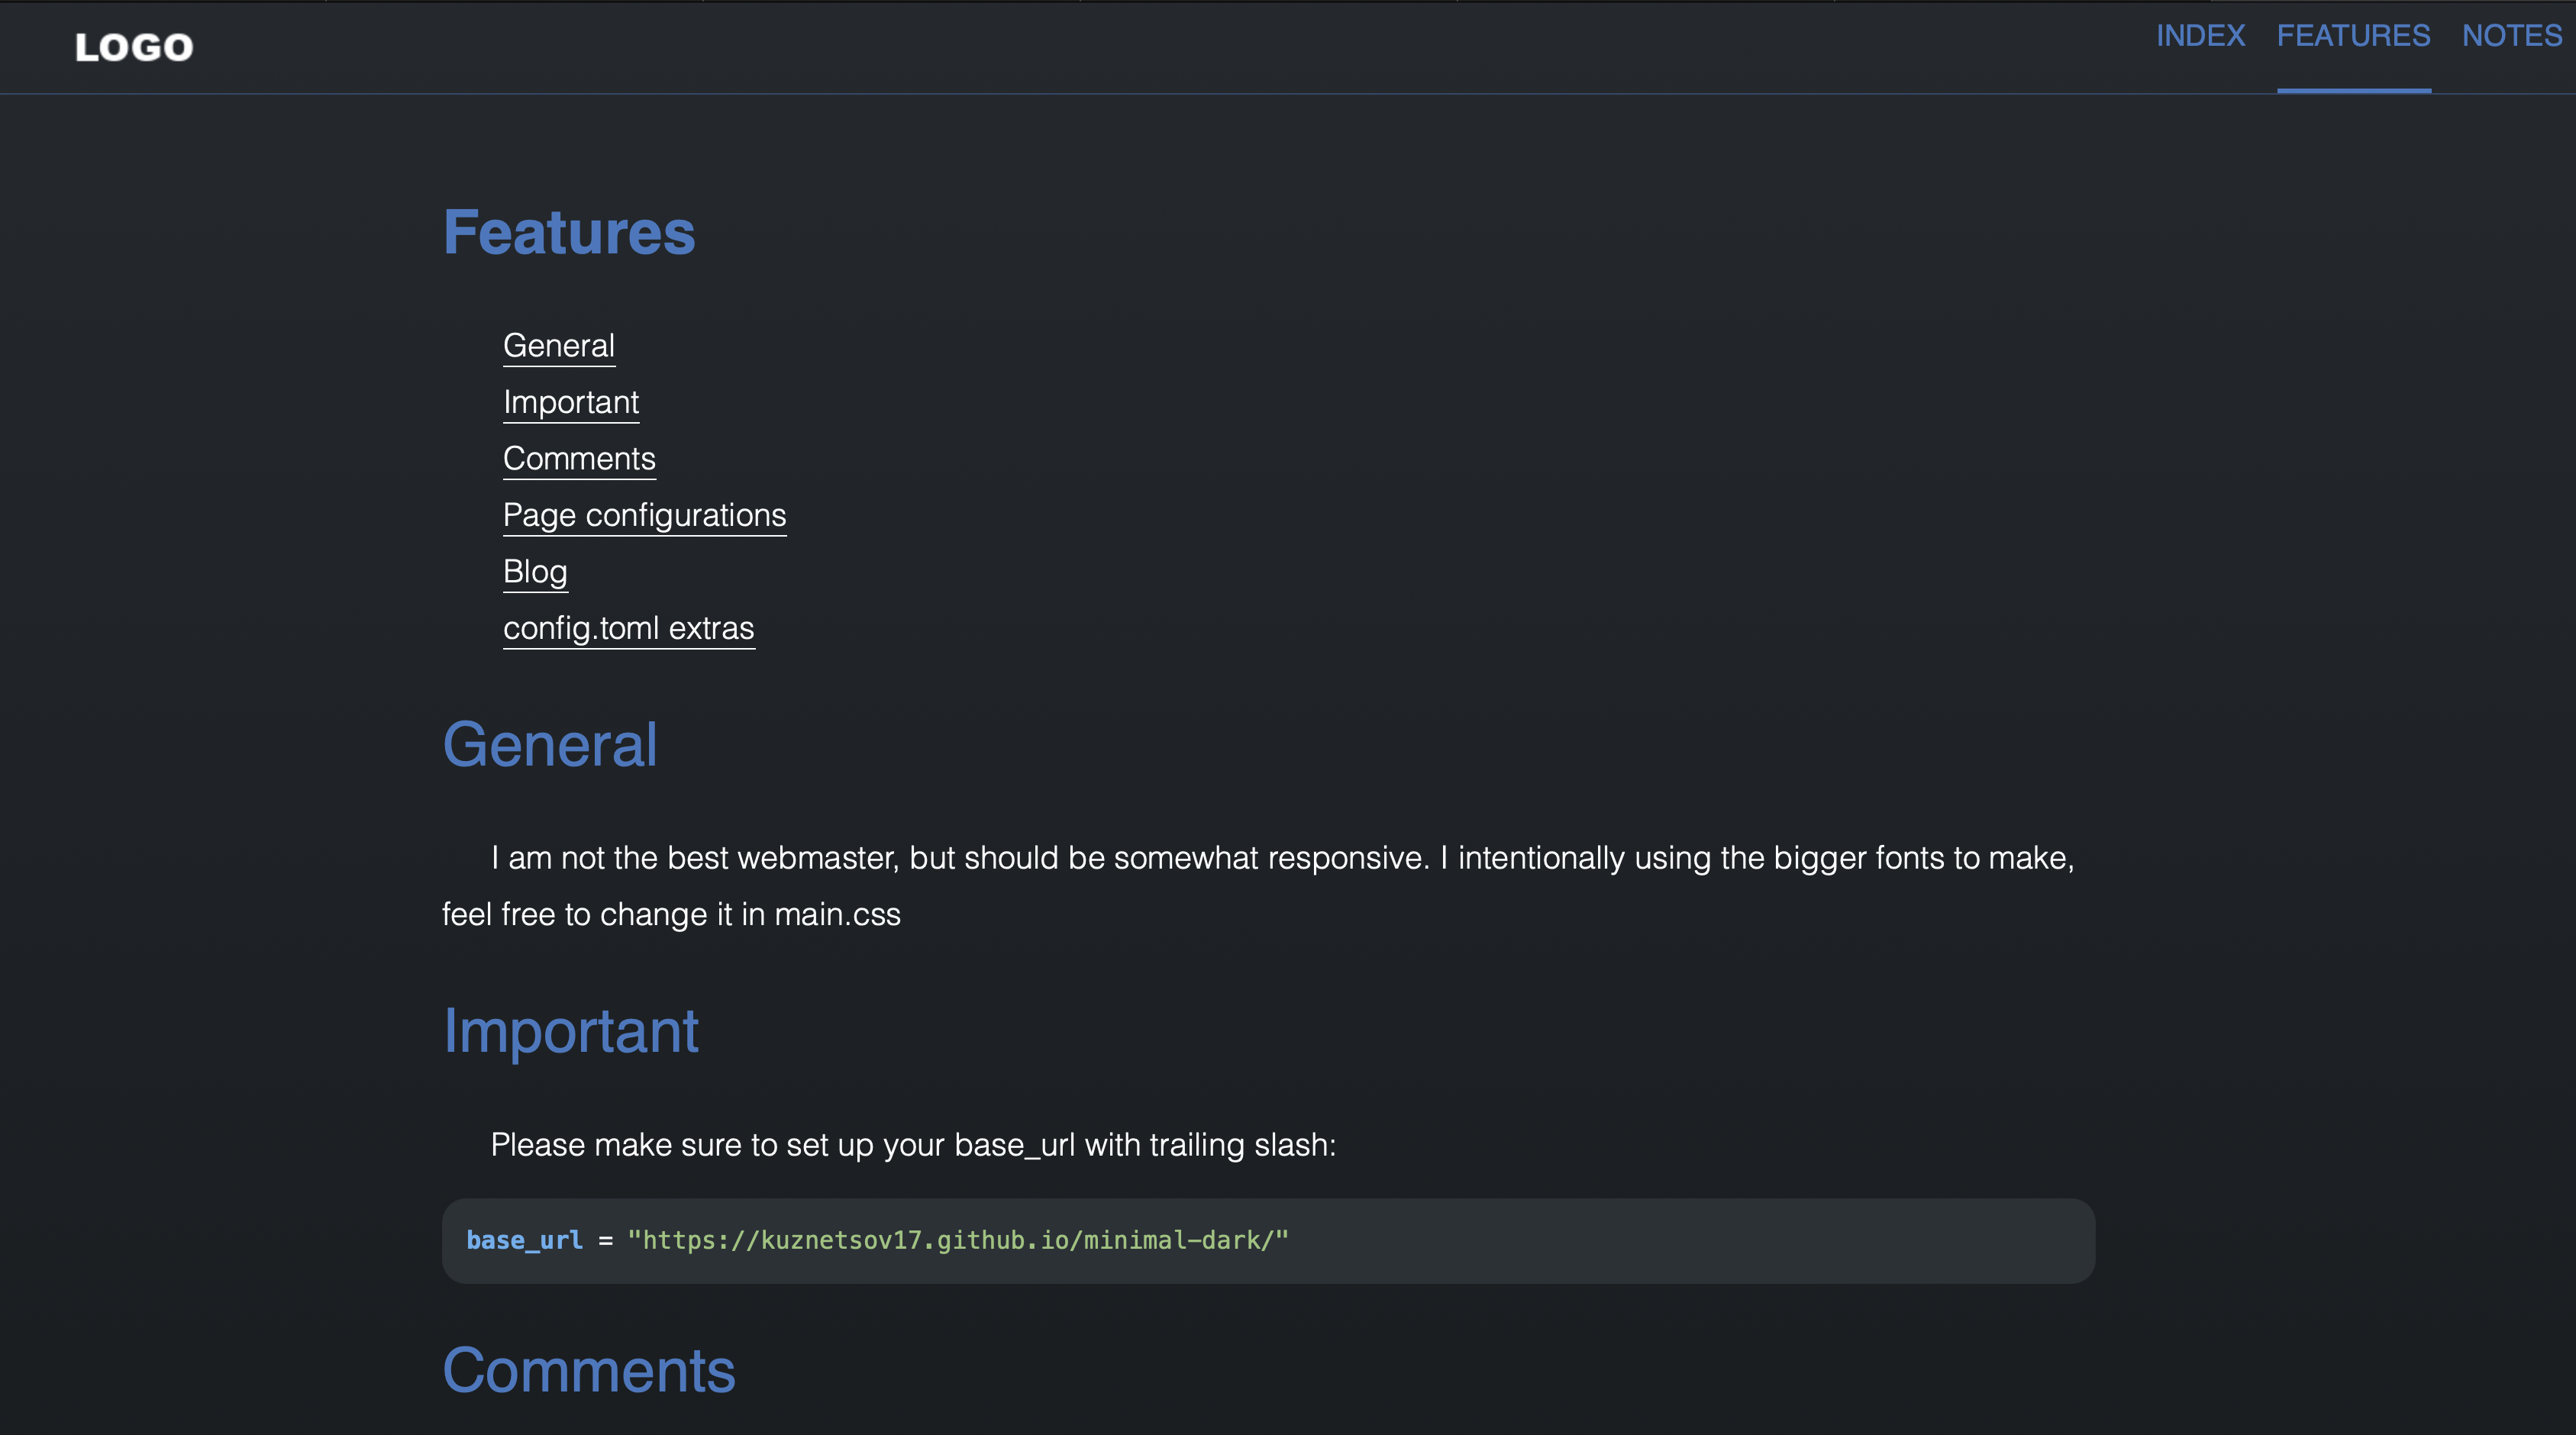 LOGO
INDEX FEATURES NOTES
Features
General
Important
Comments
Page configurations
Blog
config.toml extras
General
I am not the best webmaster, but should be somewhat responsive. I intentionally using the bigger fonts to make,
feel free to change it in main.css
Important
Please make sure to set up your base_url with trailing slash:
base_url = "https://kuznetsov17.github.io/minimal-dark/"
Comments